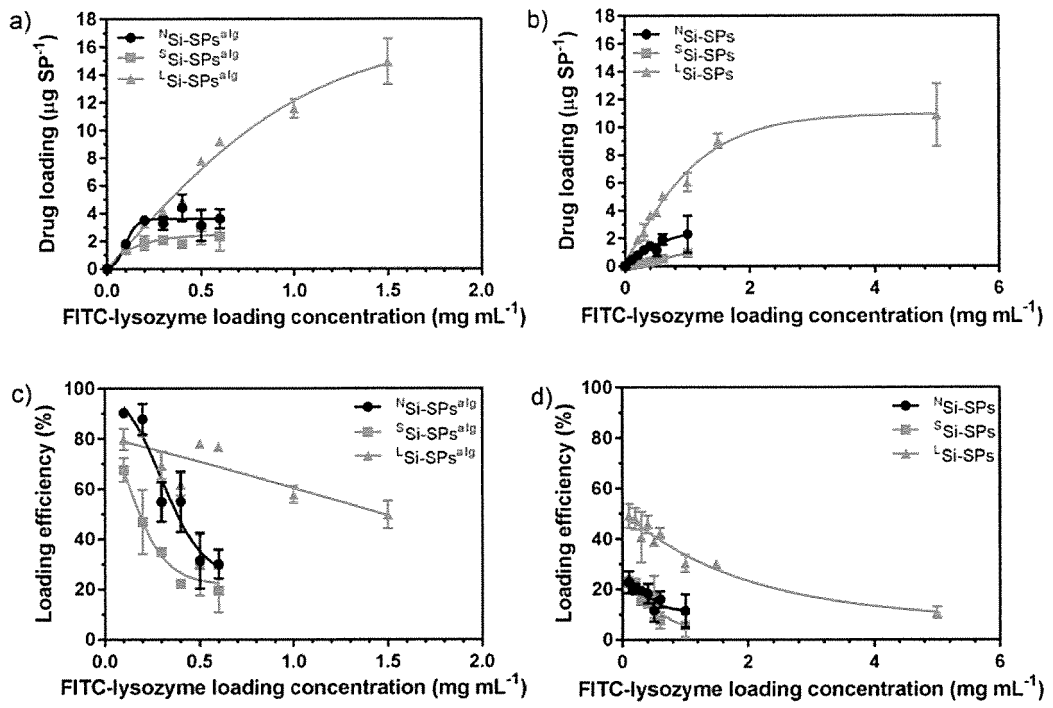 a)
Drug loading (µg SP⁻¹)
18
16
14
12
10
8
6
4
2
0
ᴺSi-SPsᵃˡᵍ
ˢSi-SPsᵃˡᵍ
ᴸSi-SPsᵃˡᵍ
0.0 0.5 1.0 1.5 2.0
FITC-lysozyme loading concentration (mg mL⁻¹)
b)
Drug loading (µg SP⁻¹)
18
16
14
12
10
8
6
4
2
0
ᴺSi-SPs
ˢSi-SPs
ᴸSi-SPs
0 2 4 6
FITC-lysozyme loading concentration (mg mL⁻¹)
c)
Loading efficiency (%)
100
80
60
40
20
0
ᴺSi-SPsᵃˡᵍ
ˢSi-SPsᵃˡᵍ
ᴸSi-SPsᵃˡᵍ
0.0 0.5 1.0 1.5 2.0
FITC-lysozyme loading concentration (mg mL⁻¹)
d)
Loading efficiency (%)
100
80
60
40
20
0
ᴺSi-SPs
ˢSi-SPs
ᴸSi-SPs
0 2 4 6
FITC-lysozyme loading concentration (mg mL⁻¹)